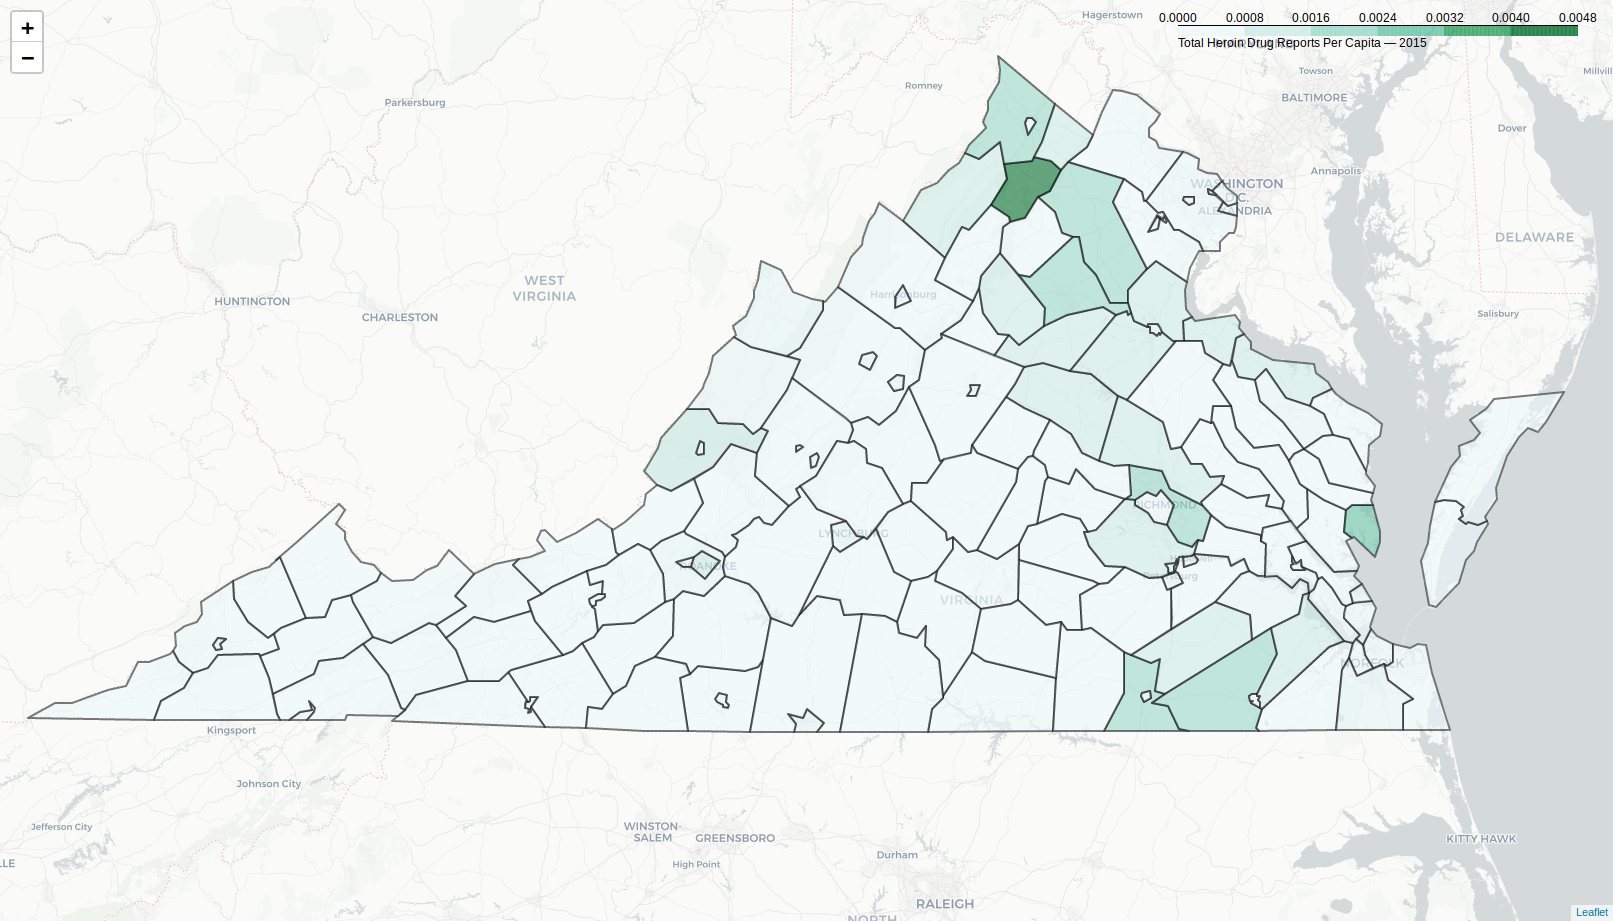 +
−
Hagerstown
0.0000 0.0008 0.0016 0.0024 0.0032 0.0040 0.0048
Total Heroin Drug Reports Per Capita — 2015
Towson
Millvill
Romney
BALTIMORE
Parkersburg
Dover
Annapolis
WASHINGTON
D.C.
ALEXANDRIA
DELAWARE
WEST
VIRGINIA
Harrisonburg
HUNTINGTON
CHARLESTON
Salisbury
RICHMOND
LYNCHBURG
ROANOKE
Petersburg
VIRGINIA
NORFOLK
Kingsport
Johnson City
Jefferson City
WINSTON-
SALEM
GREENSBORO
KITTY HAWK
Durham
LLE
High Point
RALEIGH
NORTH
Leaflet